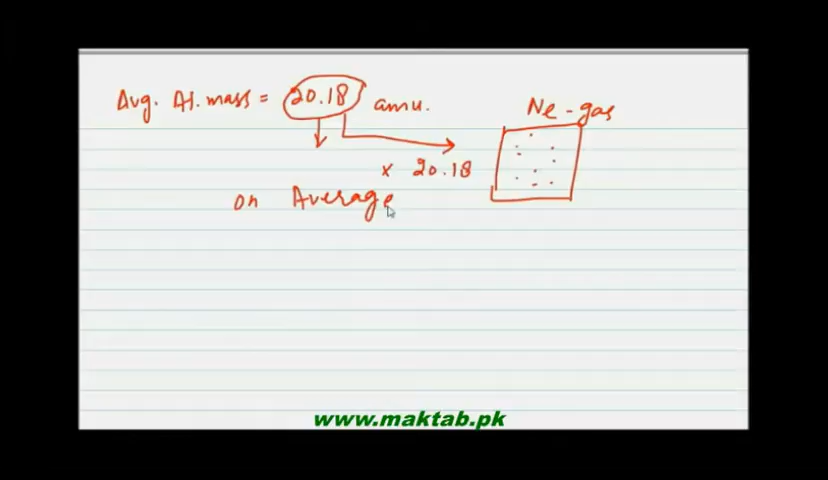 Avg. At. mass = 20.18 amu.
Ne - gas
x 20.18
on Average
www.maktab.pk